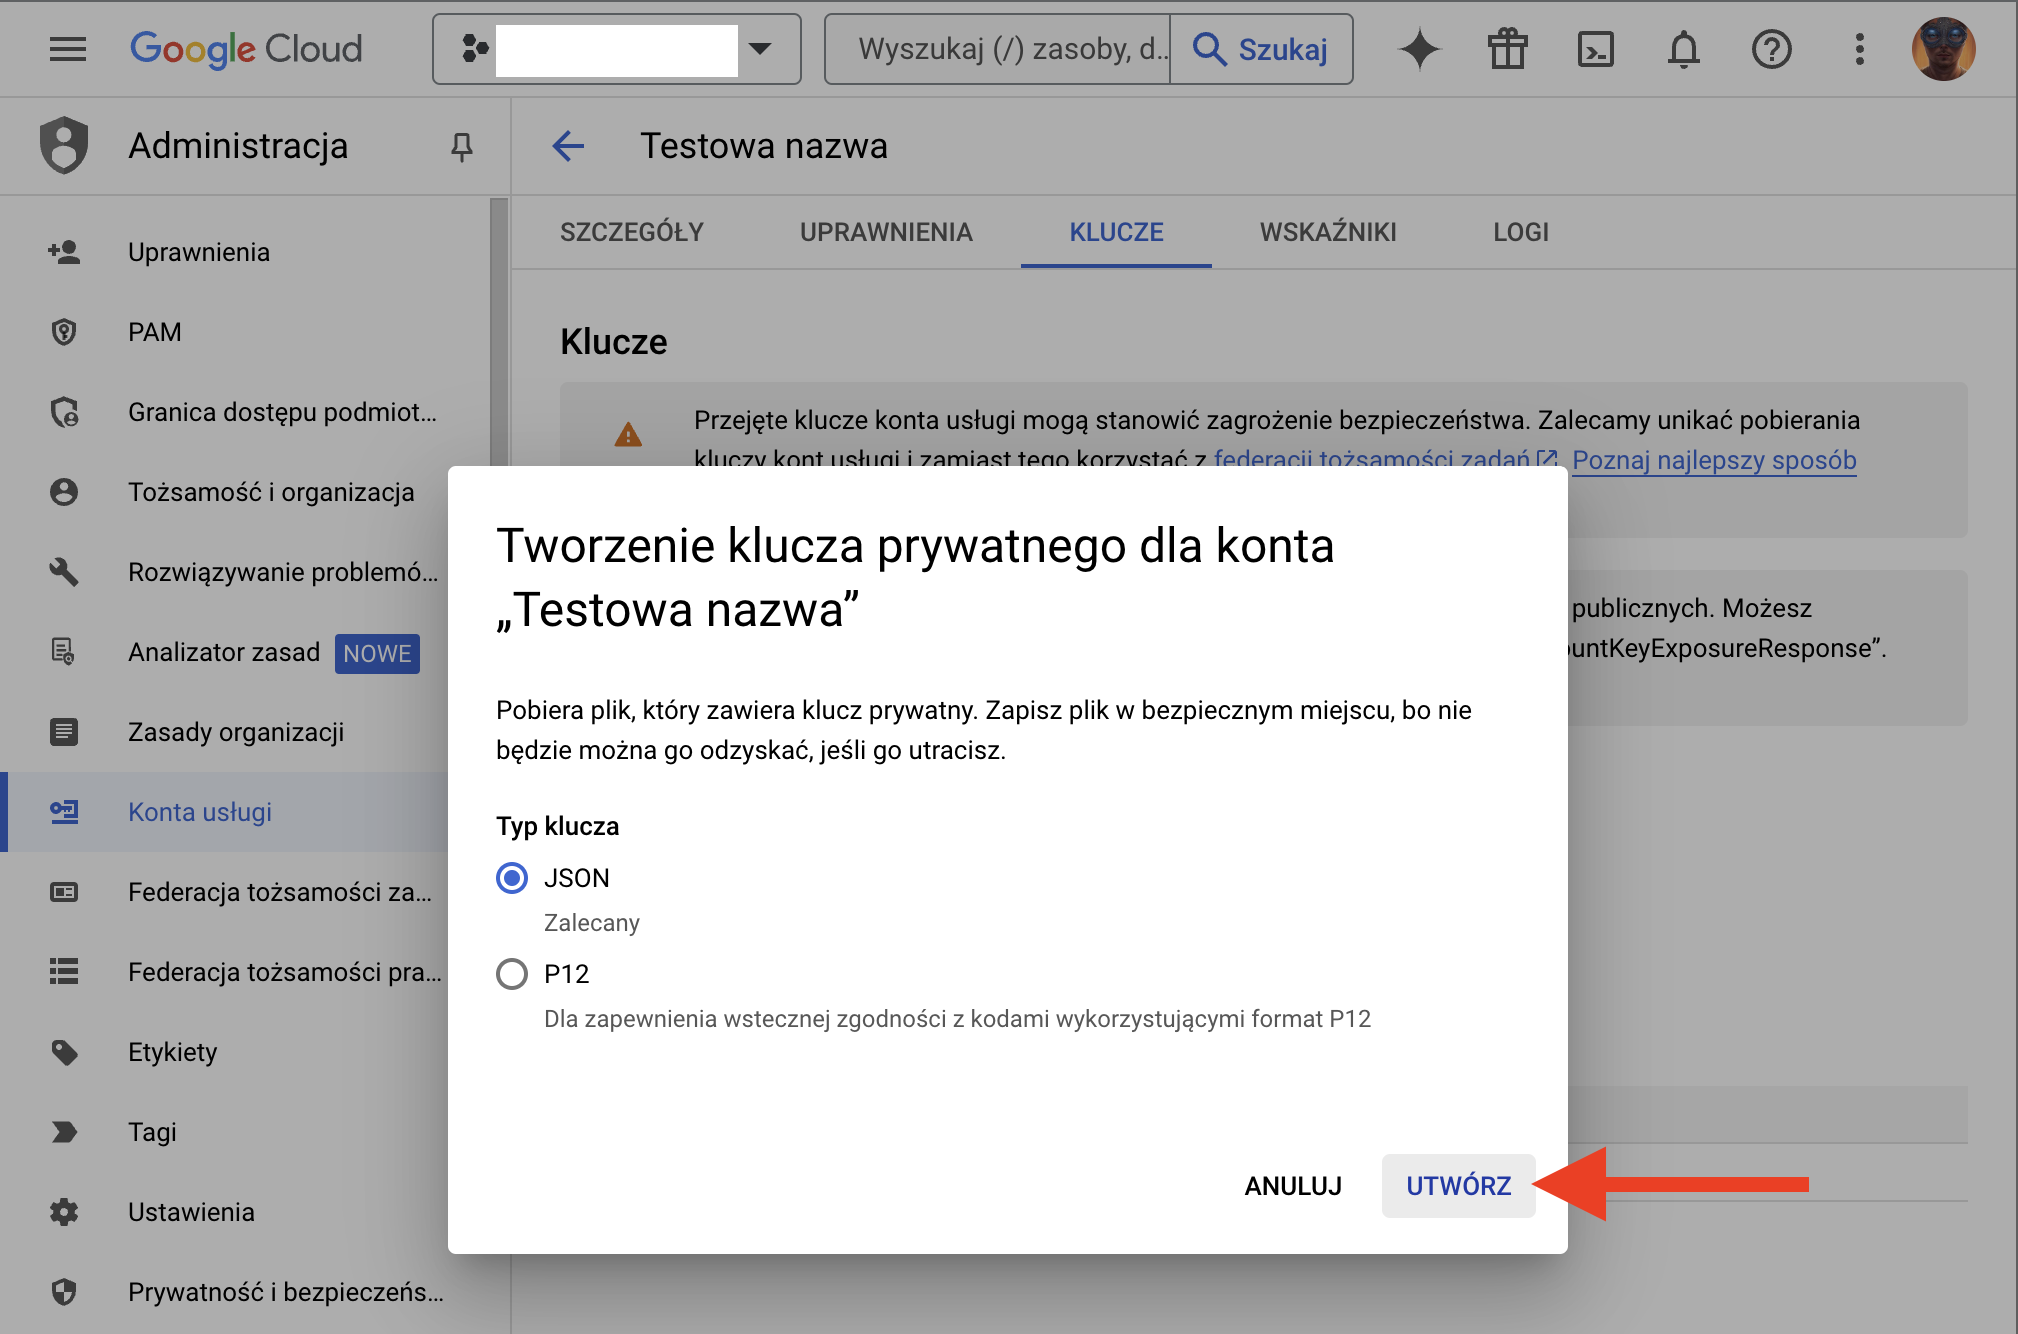 Google Cloud
Wyszukaj (/) zasoby, d...
Szukaj
Administracja
Testowa nazwa
SZCZEGÓŁY
UPRAWNIENIA
KLUCZE
WSKAŹNIKI
LOGI
Uprawnienia
PAM
Granica dostępu podmiot...
Tożsamość i organizacja
Rozwiązywanie problemó...
Analizator zasad NOWE
Zasady organizacji
Konta usługi
Federacja tożsamości za...
Federacja tożsamości pra...
Etykiety
Tagi
Ustawienia
Prywatność i bezpieczeńs...
Klucze
Przejęte klucze konta usługi mogą stanowić zagrożenie bezpieczeństwa. Zalecamy unikać pobierania
kluczy kont usługi i zamiast tego korzystać z federacji tożsamości zadań Poznaj najlepszy sposób
publicznych. Możesz
ountKeyExposureResponse”.
Tworzenie klucza prywatnego dla konta
„Testowa nazwa”
Pobiera plik, który zawiera klucz prywatny. Zapisz plik w bezpiecznym miejscu, bo nie
będzie można go odzyskać, jeśli go utracisz.
Typ klucza
JSON
Zalecany
P12
Dla zapewnienia wstecznej zgodności z kodami wykorzystującymi format P12
ANULUJ
UTWÓRZ